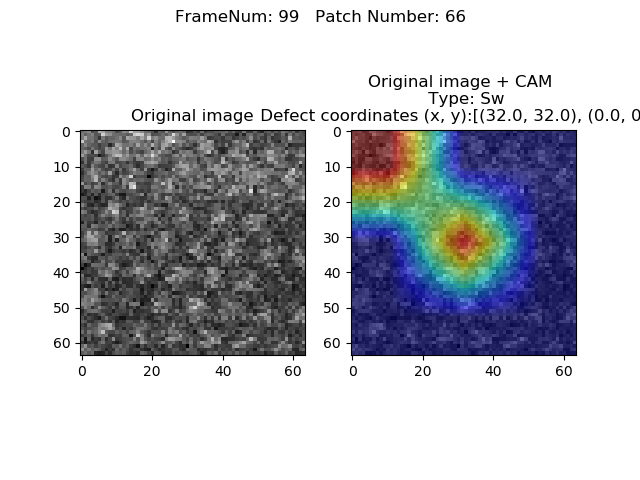 FrameNum: 99   Patch Number: 66
Original image + CAM
Type: Sw
Original image
Defect coordinates (x, y):[(32.0, 32.0), (0.0, 0
0
10
20
30
40
50
60
0 20 40 60
0
10
20
30
40
50
60
0 20 40 60